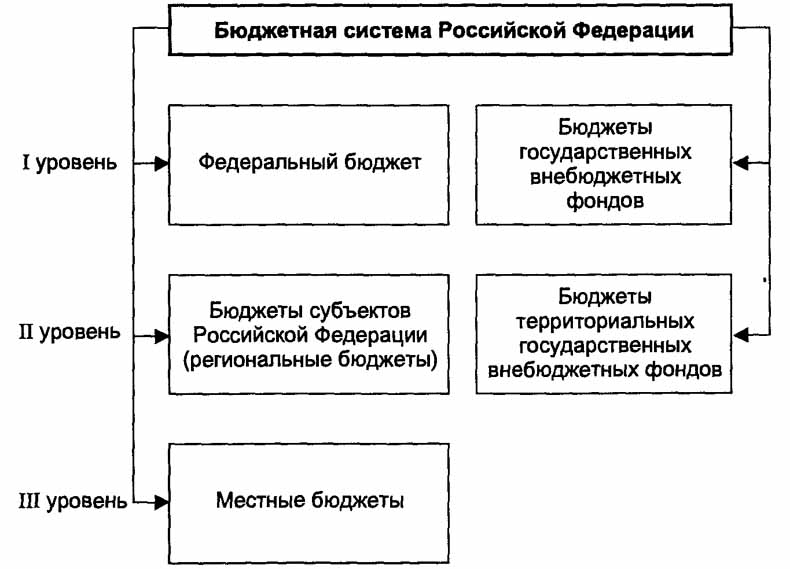 Бюджетная система Российской Федерации
I уровень
Федеральный бюджет
Бюджеты
государственных
внебюджетных
фондов
II уровень
Бюджеты субъектов
Российской Федерации
(региональные бюджеты)
Бюджеты
территориальных
государственных
внебюджетных фондов
III уровень
Местные бюджеты